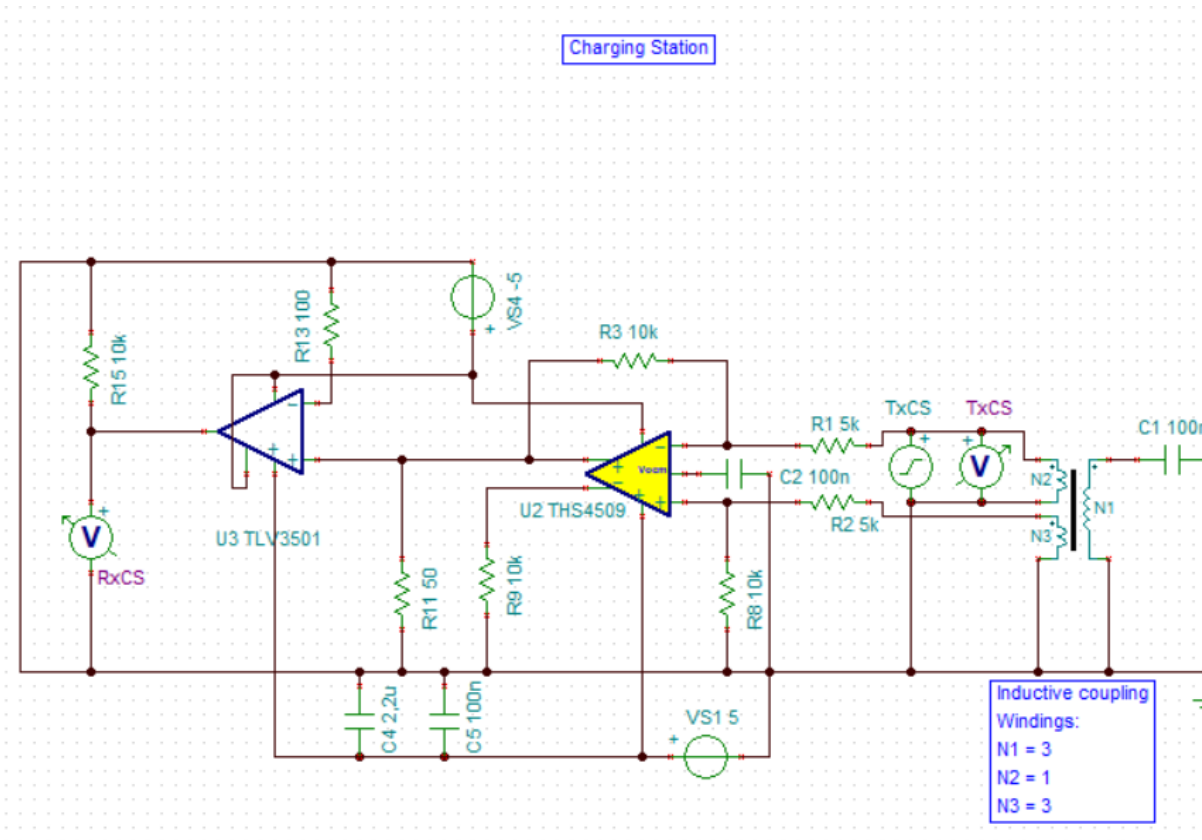 Charging Station
VS4 -5
R13 100
R15 10k
R3 10k
TxCS
TxCS
R1 5k
C1 100n
Vocm
C2 100n
N2
U2 THS4509
N1
R2 5k
U3 TLV3501
N3
RxCS
R11 50
R9 10k
R8 10k
Inductive coupling
Windings:
N1 = 3
N2 = 1
N3 = 3
C4 2,2u
C5 100n
VS1 5